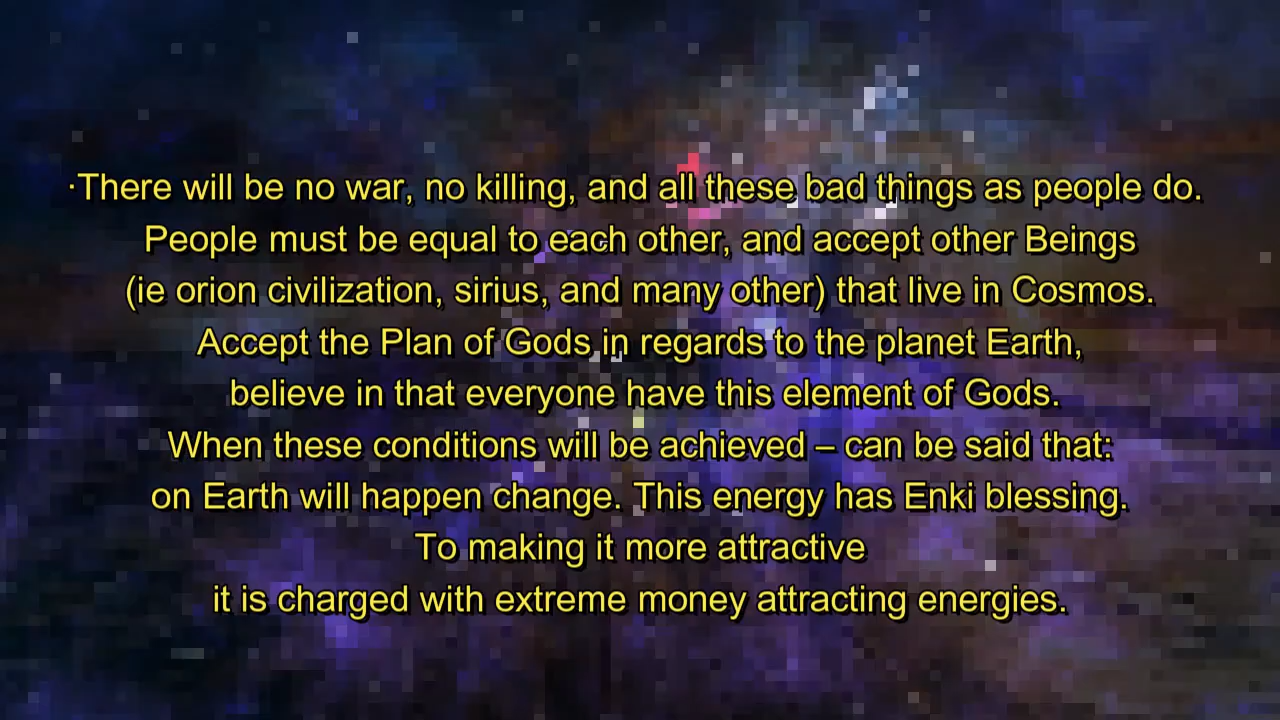 ·There will be no war, no killing, and all these bad things as people do.
People must be equal to each other, and accept other Beings
(ie orion civilization, sirius, and many other) that live in Cosmos.
Accept the Plan of Gods in regards to the planet Earth,
believe in that everyone have this element of Gods.
When these conditions will be achieved – can be said that:
on Earth will happen change. This energy has Enki blessing.
To making it more attractive
it is charged with extreme money attracting energies.